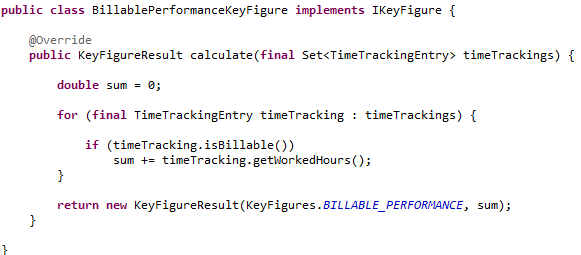 public class BillablePerformanceKeyFigure implements IKeyFigure {
@Override
public KeyFigureResult calculate(final Set<TimeTrackingEntry> timeTrackings) {
double sum = 0;
for (final TimeTrackingEntry timeTracking : timeTrackings) {
if (timeTracking.isBillable())
sum += timeTracking.getWorkedHours();
}
return new KeyFigureResult(KeyFigures.BILLABLE_PERFORMANCE, sum);
}
}